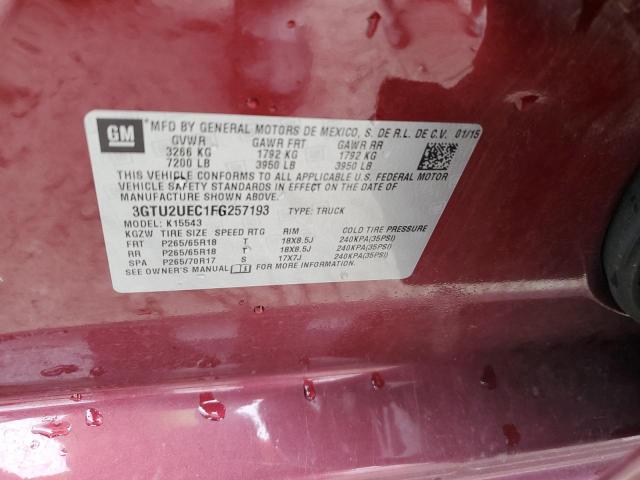 GM
MFD BY GENERAL MOTORS DE MEXICO, S. DE R.L. DE C.V. 01/15
GVWR GAWR FRT GAWR RR
3266 KG 1792 KG 1792 KG
7200 LB 3950 LB 3950 LB
THIS VEHICLE CONFORMS TO ALL APPLICABLE U.S. FEDERAL MOTOR
VEHICLE SAFETY STANDARDS IN EFFECT ON THE DATE OF
MANUFACTURE SHOWN ABOVE.
3GTU2UEC1FG257193 TYPE: TRUCK
MODEL: K15543
KGZW TIRE SIZE SPEED RTG RIM COLD TIRE PRESSURE
FRT P265/65R18 T 18X8.5J 240KPA(35PSI)
RR P265/65R18 T 18X8.5J 240KPA(35PSI)
SPA P265/70R17 S 17X7J 240KPA(35PSI)
SEE OWNER'S MANUAL FOR MORE INFORMATION.